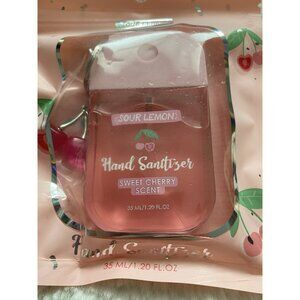 SOUR LEMON
Hand Sanitizer
SWEET CHERRY
SCENT
35 ML/1.20 FL.OZ
Hand Sanitizer
35 ML/1.20 FL.OZ